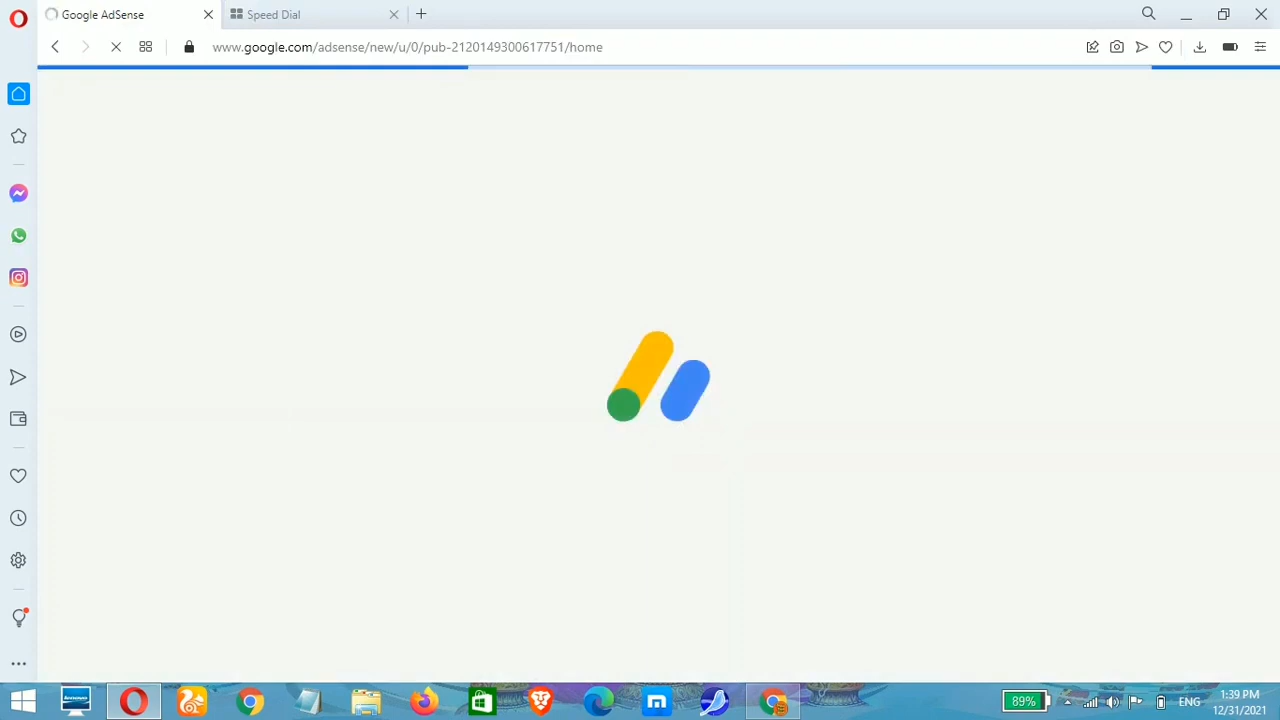 Google AdSense
Speed Dial
www.google.com/adsense/new/u/0/pub-2120149300617751/home
89%
ENG
1:39 PM
12/31/2021